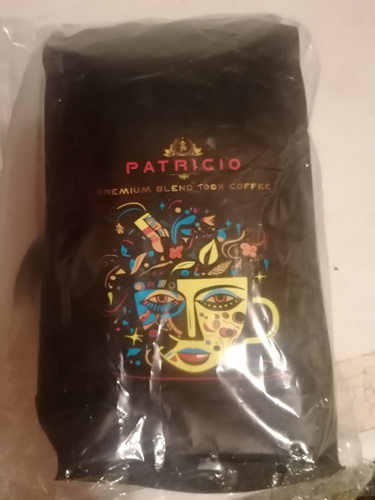 PATRICIO
PREMIUM BLEND 100% COFFEE